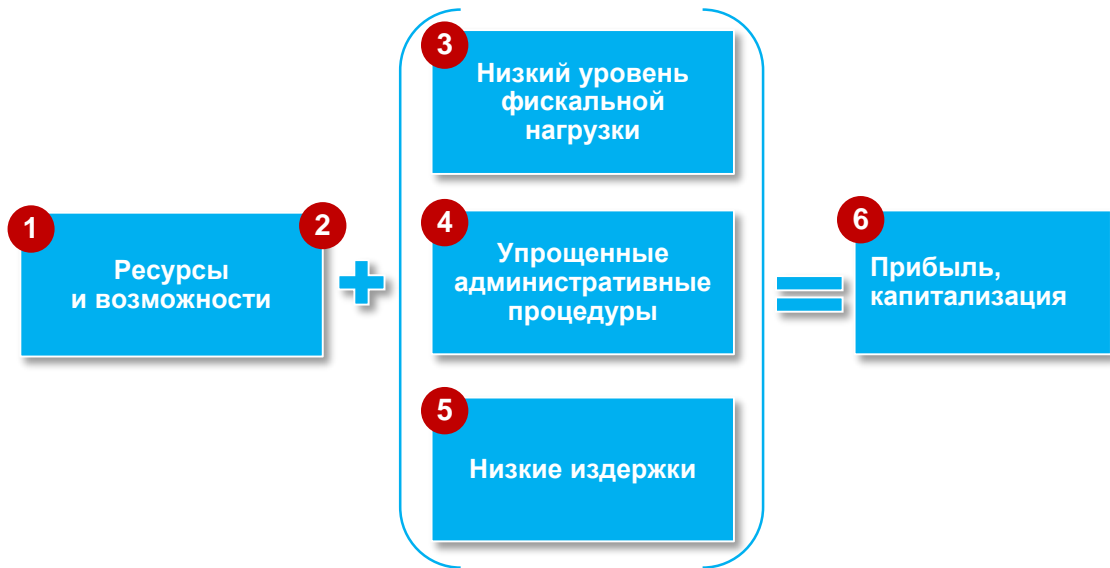 1
2
Ресурсы
и возможности
3
Низкий уровень
фискальной
нагрузки
4
Упрощенные
административные
процедуры
5
Низкие издержки
6
Прибыль,
капитализация